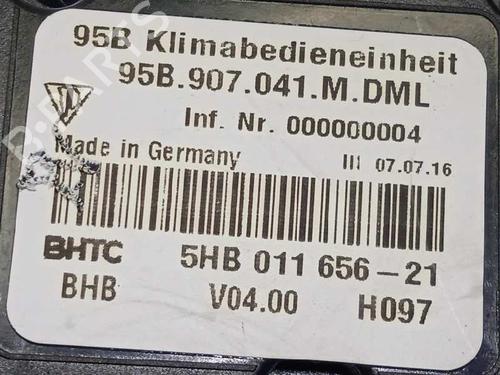 95B Klimabedieneinheit
95B.907.041.M.DML
Inf. Nr. 000000004
Made in Germany III 07.07.16
BHTC 5HB 011 656-21
BHB V04.00 H097
B-PARTS